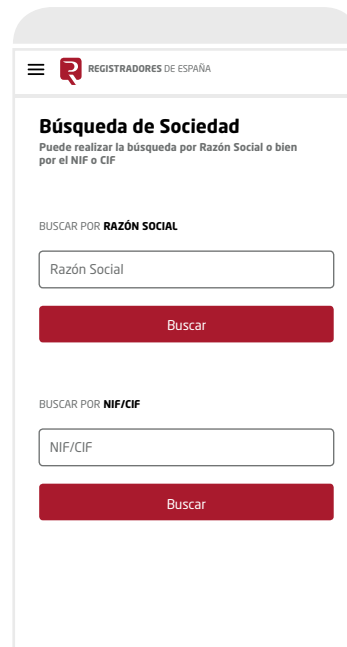 REGISTRADORES DE ESPAÑA
Búsqueda de Sociedad
Puede realizar la búsqueda por Razón Social o bien
por el NIF o CIF
BUSCAR POR RAZÓN SOCIAL
Razón Social
Buscar
BUSCAR POR NIF/CIF
NIF/CIF
Buscar